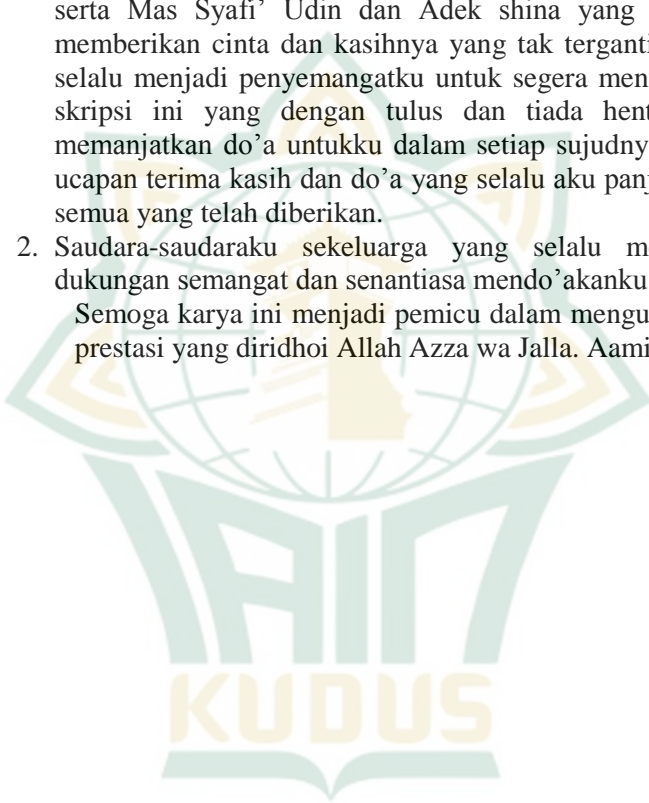 serta Mas Syafi’ Udin dan Adek shina yang
memberikan cinta dan kasihnya yang tak terganti
selalu menjadi penyemangatku untuk segera men
skripsi ini yang dengan tulus dan tiada hent
memanjatkan do’a untukku dalam setiap sujudny
ucapan terima kasih dan do’a yang selalu aku panj
semua yang telah diberikan.
2. Saudara-saudaraku sekeluarga yang selalu m
dukungan semangat dan senantiasa mendo’akanku
Semoga karya ini menjadi pemicu dalam mengu
prestasi yang diridhoi Allah Azza wa Jalla. Aami
IAIN
KUDUS